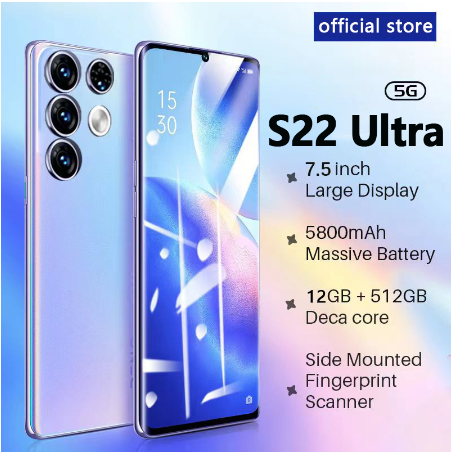 official store
5G
S22 Ultra
7.5 inch
Large Display
5800mAh
Massive Battery
12GB + 512GB
Deca core
Side Mounted
Fingerprint
Scanner
15
30